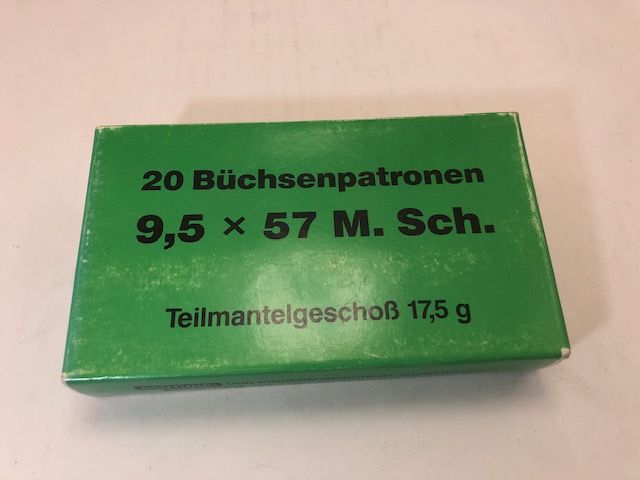 20 Büchsenpatronen
9,5 × 57 M. Sch.
Teilmantelgeschoß 17,5 g